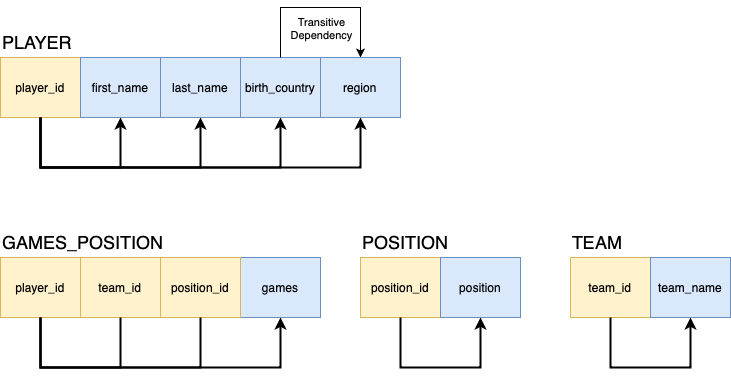 Transitive
Dependency
PLAYER
player_id first_name last_name birth_country region
GAMES_POSITION POSITION TEAM
player_id team_id position_id games position_id position team_id team_name